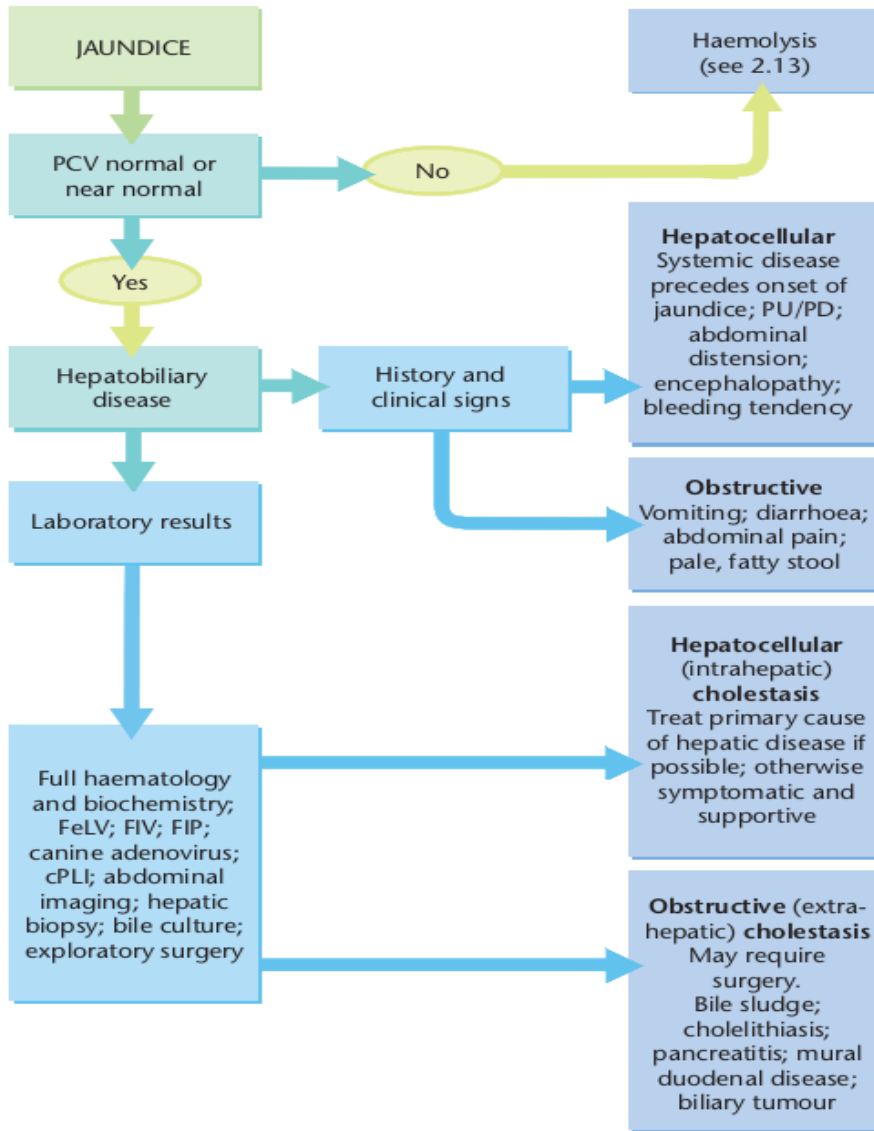 JAUNDICE
Haemolysis
(see 2.13)
PCV normal or
near normal
No
Yes
Hepatocellular
Systemic disease
precedes onset of
jaundice; PU/PD;
abdominal
distension;
encephalopathy;
bleeding tendency
Hepatobiliary
disease
History and
clinical signs
Obstructive
Vomiting; diarrhoea;
abdominal pain;
pale, fatty stool
Laboratory results
Hepatocellular
(intrahepatic)
cholestasis
Treat primary cause
of hepatic disease if
possible; otherwise
symptomatic and
supportive
Full haematology
and biochemistry;
FeLV; FIV; FIP;
canine adenovirus;
cPLI; abdominal
imaging; hepatic
biopsy; bile culture;
exploratory surgery
Obstructive (extra-
hepatic) cholestasis
May require
surgery.
Bile sludge;
cholelithiasis;
pancreatitis; mural
duodenal disease;
biliary tumour